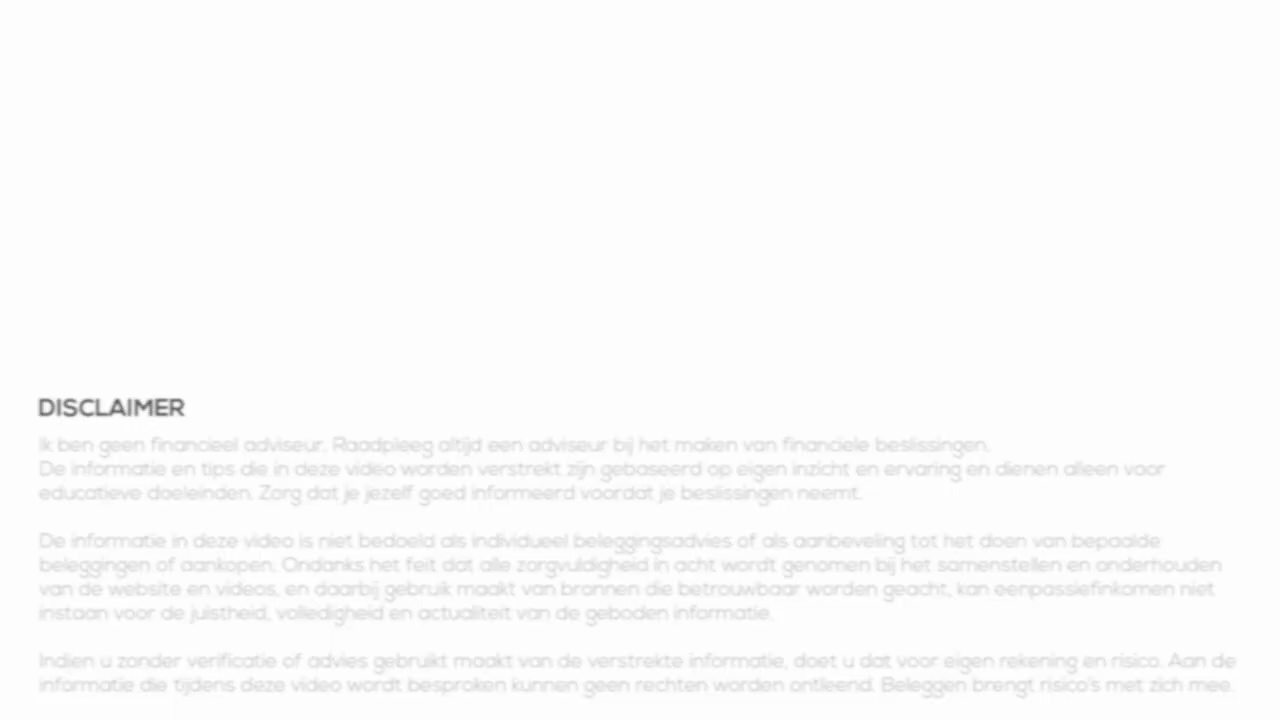 DISCLAIMER
Ik ben geen financieel adviseur. Raadpleeg altijd een adviseur bij het maken van financiele beslissingen.
De informatie en tips die in deze video worden verstrekt zijn gebaseerd op eigen inzicht en ervaring en dienen alleen voor
educatieve doeleinden. Zorg dat je jezelf goed informeerd voordat je beslissingen neemt.
De informatie in deze video is niet bedoeld als individueel beleggingsadvies of als aanbeveling tot het doen van bepaalde
beleggingen of aankopen. Ondanks het feit dat alle zorgvuldigheid in acht wordt genomen bij het samenstellen en onderhouden
van de website en videos, en daarbij gebruik maakt van bronnen die betrouwbaar worden geacht, kan eenpassiefinkomen niet
instaan voor de juistheid, volledigheid en actualiteit van de geboden informatie.
Indien u zonder verificatie of advies gebruikt maakt van de verstrekte informatie, doet u dat voor eigen rekening en risico. Aan de
informatie die tijdens deze video wordt besproken kunnen geen rechten worden ontleend. Beleggen brengt risico's met zich mee.